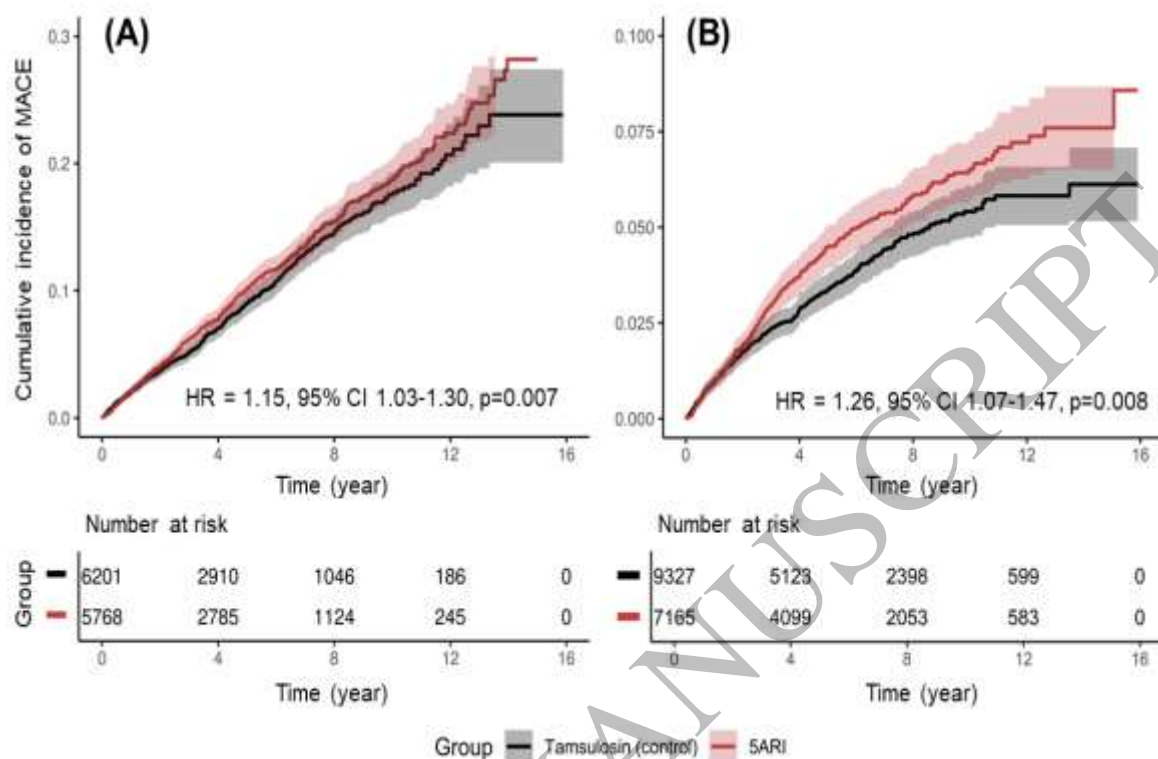 (A)
(B)
Cumulative incidence of MACE
0.3
0.2
0.1
0.0
HR = 1.15, 95% CI 1.03-1.30, p=0.007
0 4 8 12 16
Time (year)
0.100
0.075
0.050
0.025
0.000
HR = 1.26, 95% CI 1.07-1.47, p=0.008
0 4 8 12 16
Time (year)
Number at risk
Group
6201 2910 1046 186 0
5768 2785 1124 245 0
0 4 8 12 16
Time (year)
Number at risk
9327 5123 2398 599 0
7165 4099 2053 583 0
0 4 8 12 16
Time (year)
Group Tamsulosin (control) 5ARI
ANUSCRIPT